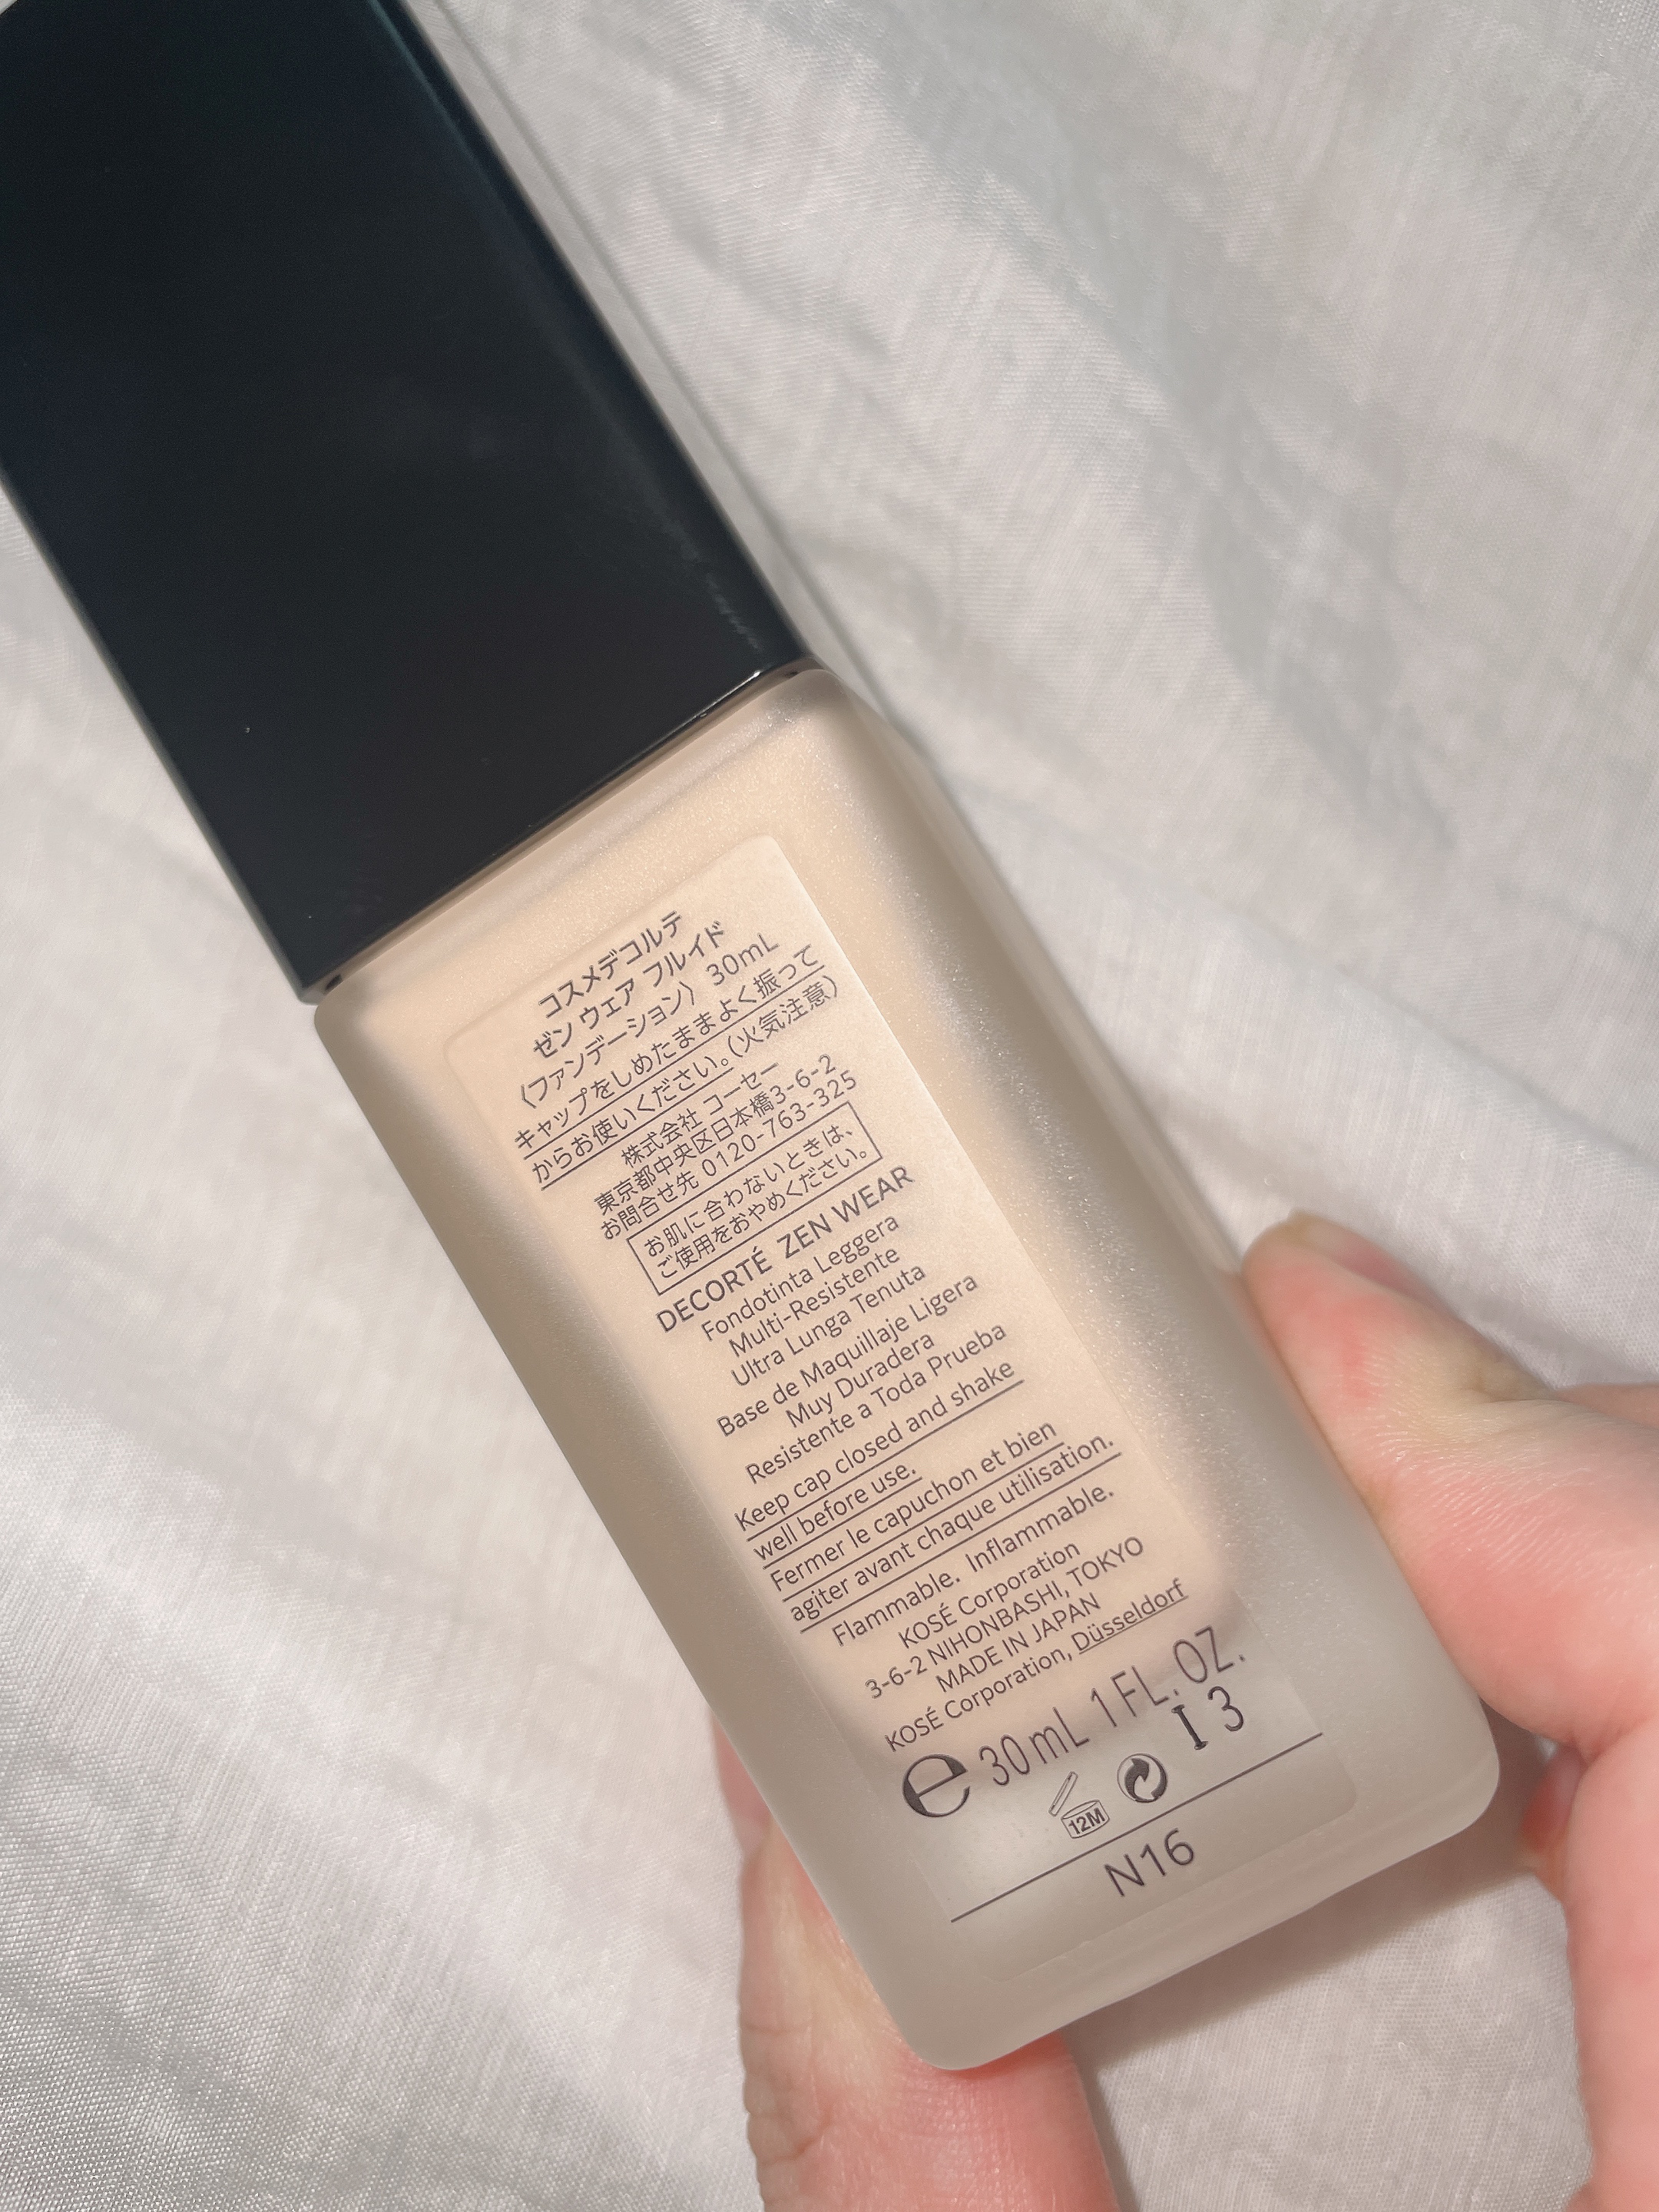 コスメデコルテ
ゼン ウェア フルイド
〈ファンデーション〉 30mL
キャップをしめたままよく振って
からお使いください。(火気注意)
株式会社 コーセー
東京都中央区日本橋3-6-2
お問合せ先 0120-763-325
お肌に合わないときは、
ご使用をおやめください。
DECORTÉ ZEN WEAR
Fondotinta Leggera
Multi-Resistente
Ultra Lunga Tenuta
Base de Maquillaje Ligera
Muy Duradera
Resistente a Toda Prueba
Keep cap closed and shake
well before use.
Fermer le capuchon et bien
agiter avant chaque utilisation.
Flammable. Inflammable.
KOSÉ Corporation
3-6-2 NIHONBASHI, TOKYO
MADE IN JAPAN
KOSÉ Corporation, Düsseldorf
℮ 30mL 1 FL. OZ.
12M I 3
N16